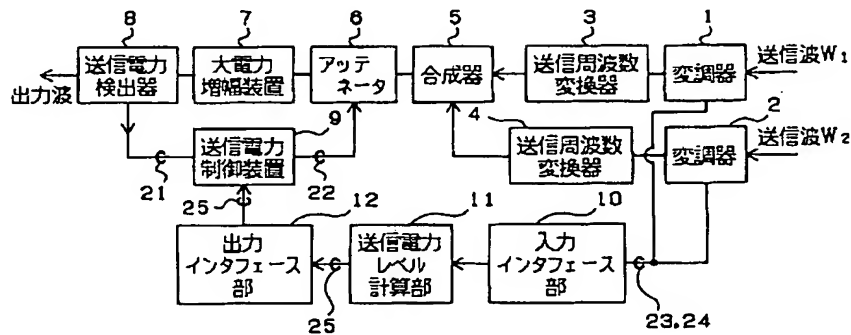 8
7
6
5
3
1
送信電力
検出器
大電力
増幅装置
アッテ
ネータ
合成器
送信周波数
変換器
変調器
送信波W1
出力波
9
4
2
送信電力
制御装置
送信周波数
変換器
変調器
送信波W2
21
22
25
12
11
10
出力
インタフェース
部
送信電力
レベル
計算部
入力
インタフェース
部
25
23,24